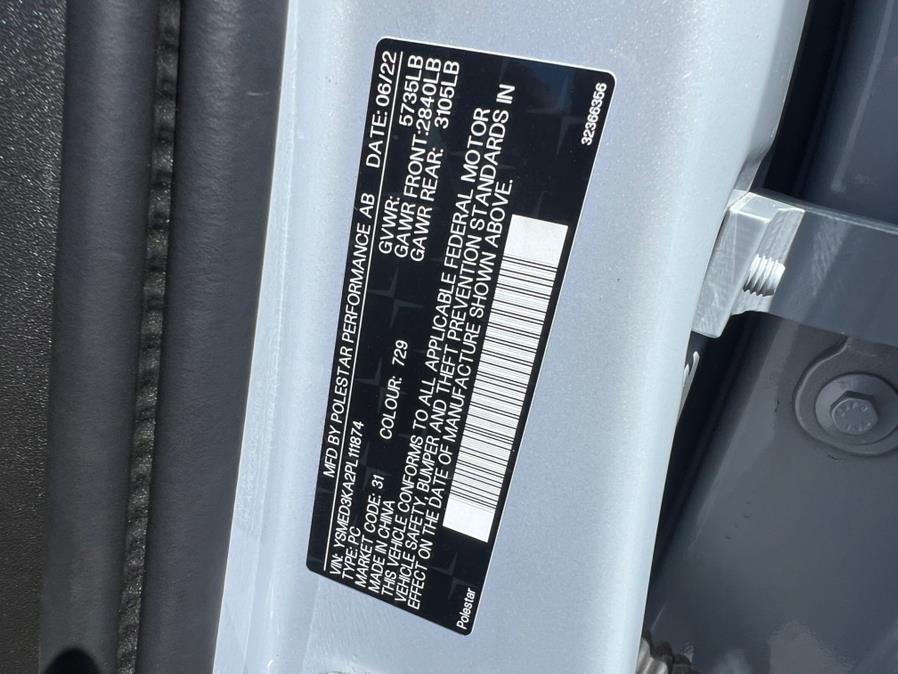 MFD BY POLESTAR PERFORMANCE AB DATE: 06/22
VIN: YSMED3KA2PL111874
TYPE: PC
MARKET CODE: 31 COLOUR: 729
MADE IN CHINA
GVWR: 5735LB
GAWR FRONT: 2840LB
GAWR REAR: 3105LB
THIS VEHICLE CONFORMS TO ALL APPLICABLE FEDERAL MOTOR
VEHICLE SAFETY, BUMPER AND THEFT PREVENTION STANDARDS IN
EFFECT ON THE DATE OF MANUFACTURE SHOWN ABOVE.
Polestar 32366356